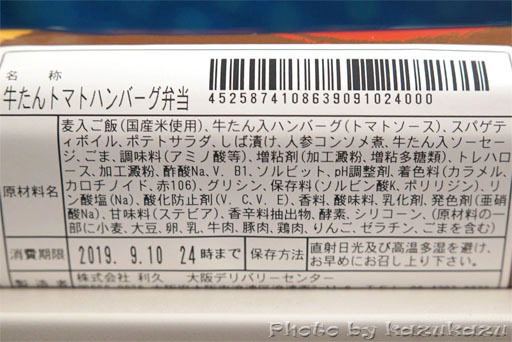 名称
牛たんトマトハンバーグ弁当
4525874108639091024000
原材料名
麦入ご飯(国産米使用)、牛たん入ハンバーグ(トマトソース)、スパゲティ
ボイル、ポテトサラダ、しば漬け、人参コンソメ煮、牛たん入ソーセージ
、ごま、調味料(アミノ酸等)、増粘剤(加工澱粉、増粘多糖類)、トレハロ
ース、加工澱粉、酢酸Na、V．B1、ソルビット、pH調整剤、着色料(カラメル、
カロチノイド、赤106)、グリシン、保存料(ソルビン酸K、ポリリジン)、リ
ン酸塩(Na)、酸化防止剤(V．C、V．E)、香料、酸味料、乳化剤、発色剤(亜硝
酸Na)、甘味料(ステビア)、香辛料抽出物、酵素、シリコーン、(原材料の
一部に小麦、大豆、卵、乳、牛肉、豚肉、鶏肉、りんご、ゼラチン、ごまを含む)
消費期限 2019. 9.10 24時まで 保存方法 直射日光及び高温多湿を避け、
お早めにお召し上り下さい。
製造者 株式会社 利久 大阪デリバリーセンター
Photo by kazukazu